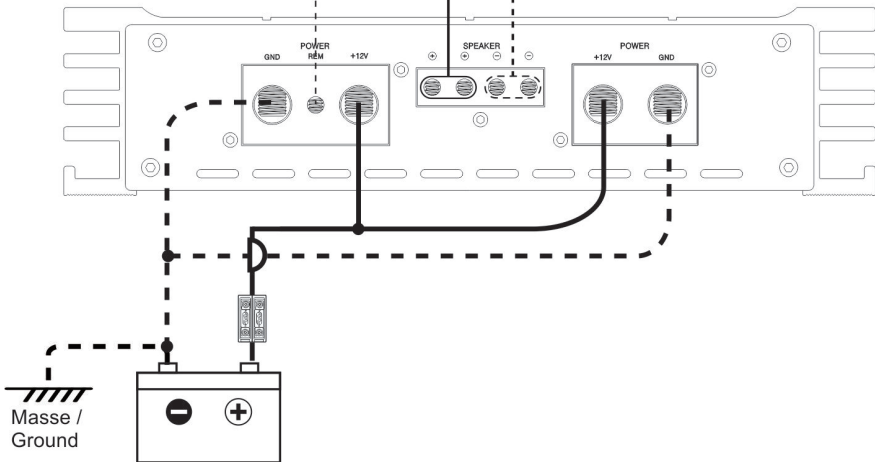 POWER
GND REM +12V
SPEAKER
⊕ ⊕ ⊖ ⊖
POWER
+12V GND
Masse /
Ground